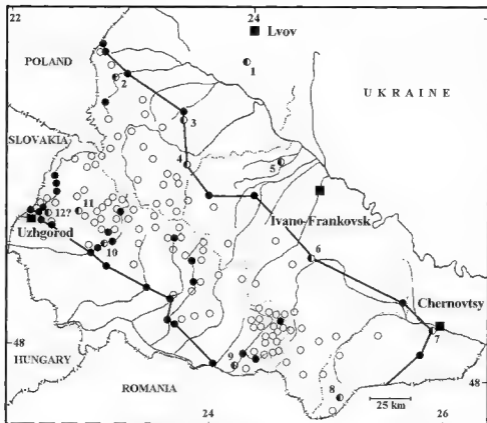 22
24
Lvov
POLAND
1
2
UKRAINE
3
SLOVAKIA
4
5
12?
11
Ivano-Frankovsk
Uzhgorod
10
6
Chernovtsy
7
48
HUNGARY
9
8
48
ROMANIA
25 km
24
26